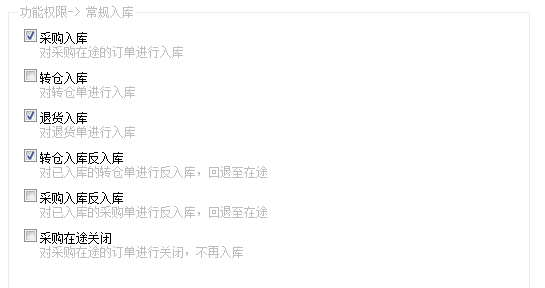 功能权限-> 常规入库
采购入库
对采购在途的订单进行入库
转仓入库
对转仓单进行入库
退货入库
对退货单进行入库
转仓入库反入库
对已入库的转仓单进行反入库，回退至在途
采购入库反入库
对已入库的采购单进行反入库，回退至在途
采购在途关闭
对采购在途的订单进行关闭，不再入库